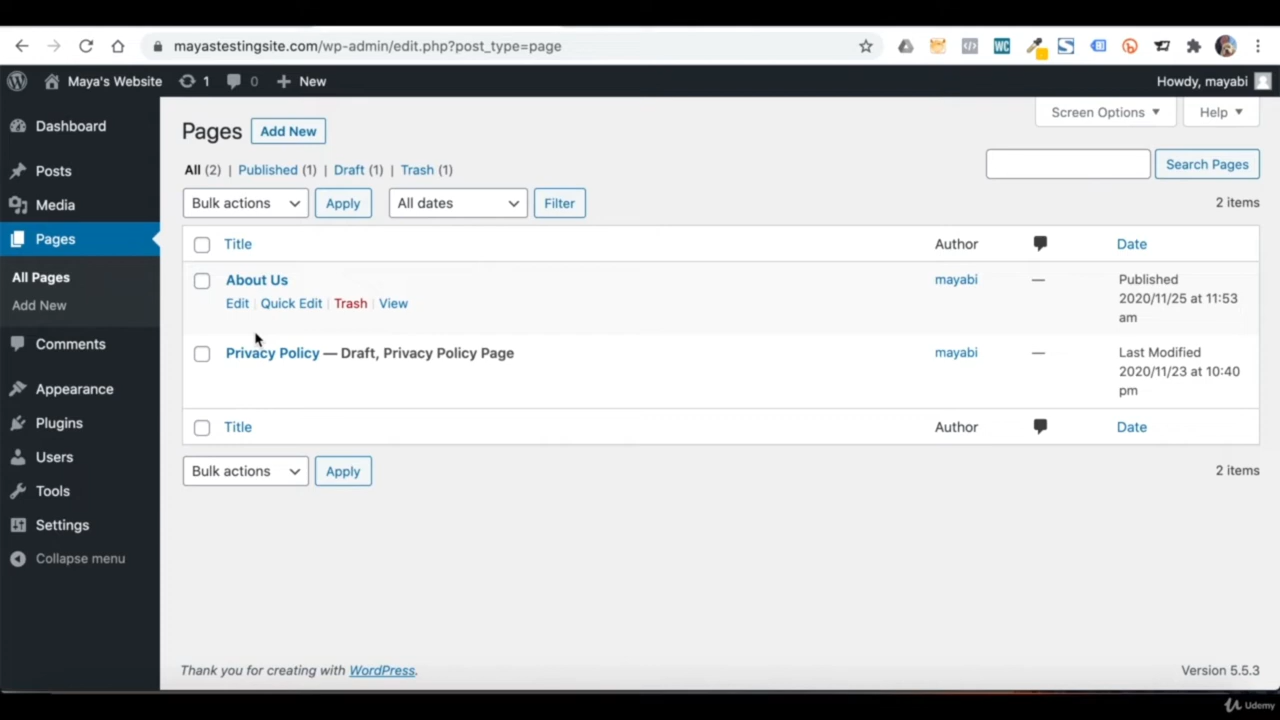 mayastestingsite.com/wp-admin/edit.php?post_type=page
WC
Maya's Website 1 0 New
Howdy, mayabi
Dashboard
Posts
Media
Pages
All Pages
Add New
Comments
Appearance
Plugins
Users
Tools
Settings
Collapse menu
Screen Options Help
Pages Add New
All (2) | Published (1) | Draft (1) | Trash (1)
Search Pages
Bulk actions Apply All dates Filter
2 items
Title Author Date
About Us mayabi — Published
2020/11/25 at 11:53
am
Edit | Quick Edit | Trash | View
Privacy Policy — Draft, Privacy Policy Page mayabi — Last Modified
2020/11/23 at 10:40
pm
Title Author Date
Bulk actions Apply
2 items
Thank you for creating with WordPress.
Version 5.5.3
Udemy